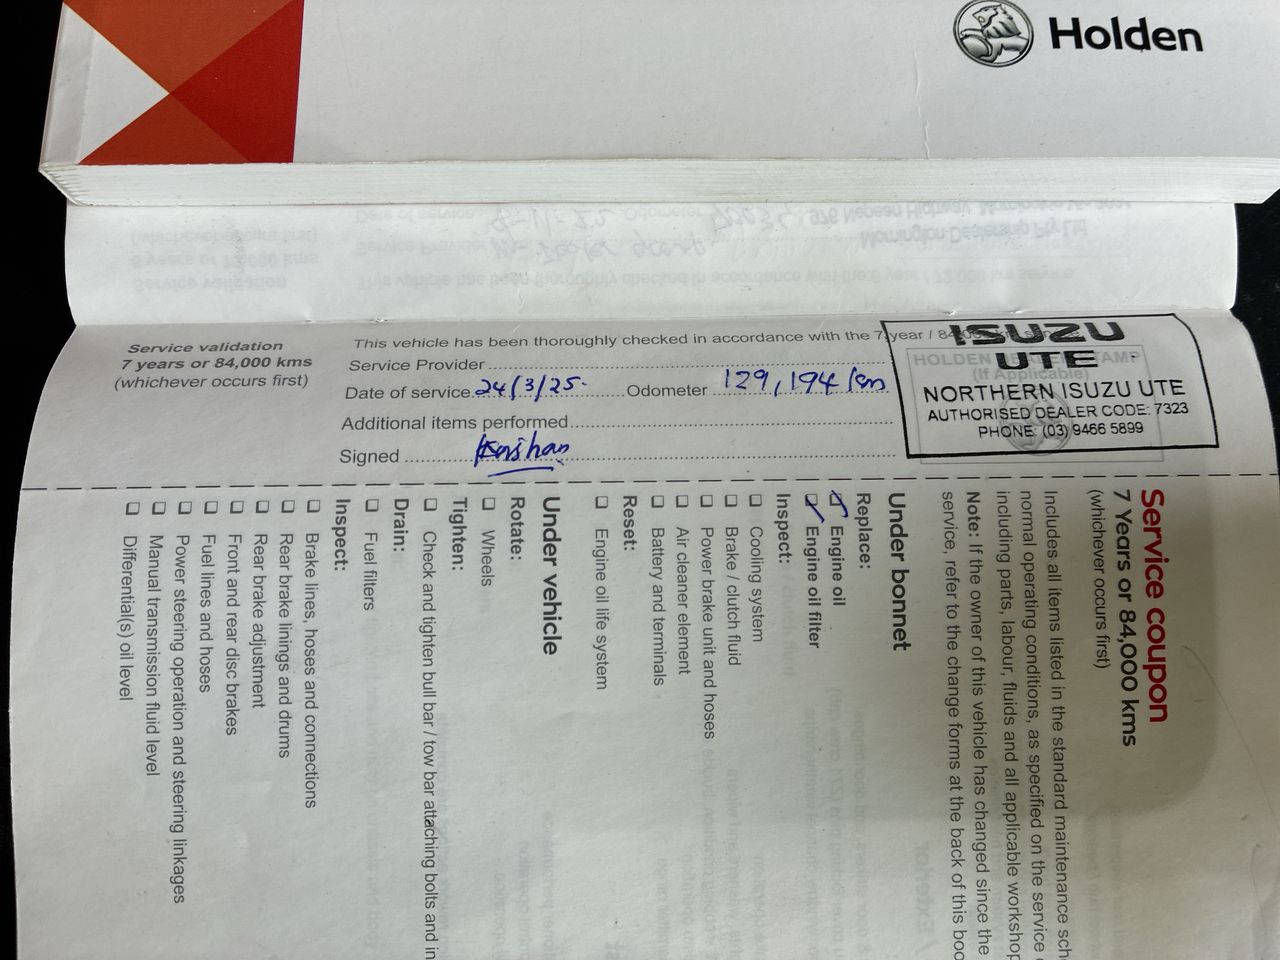 Holden
Service validation
7 years or 84,000 kms
(whichever occurs first)
This vehicle has been thoroughly checked in accordance with the 7 year /
Service Provider
Date of service 24/3/25. Odometer 129,194 km
Additional items performed
Signed
ISUZU
UTE
HOLDEN DEALER STAMP
(If Applicable)
NORTHERN ISUZU UTE
AUTHORISED DEALER CODE: 7323
PHONE: (03) 9466 5899
Service coupon
7 Years or 84,000 kms
(whichever occurs first)
Includes all items listed in the standard maintenance sch
normal operating conditions, as specified on the service
including parts, labour, fluids and all applicable workshop
Note: If the owner of this vehicle has changed since the
service, refer to the change forms at the back of this boo
Under bonnet
Replace:
Engine oil
Engine oil filter
Inspect:
Cooling system
Brake / clutch fluid
Power brake unit and hoses
Air cleaner element
Battery and terminals
Reset:
Engine oil life system
Under vehicle
Rotate:
Wheels
Tighten:
Check and tighten bull bar / tow bar attaching bolts and in
Drain:
Fuel filters
Inspect:
Brake lines, hoses and connections
Rear brake linings and drums
Rear brake adjustment
Front and rear disc brakes
Fuel lines and hoses
Power steering operation and steering linkages
Manual transmission fluid level
Differential(s) oil level